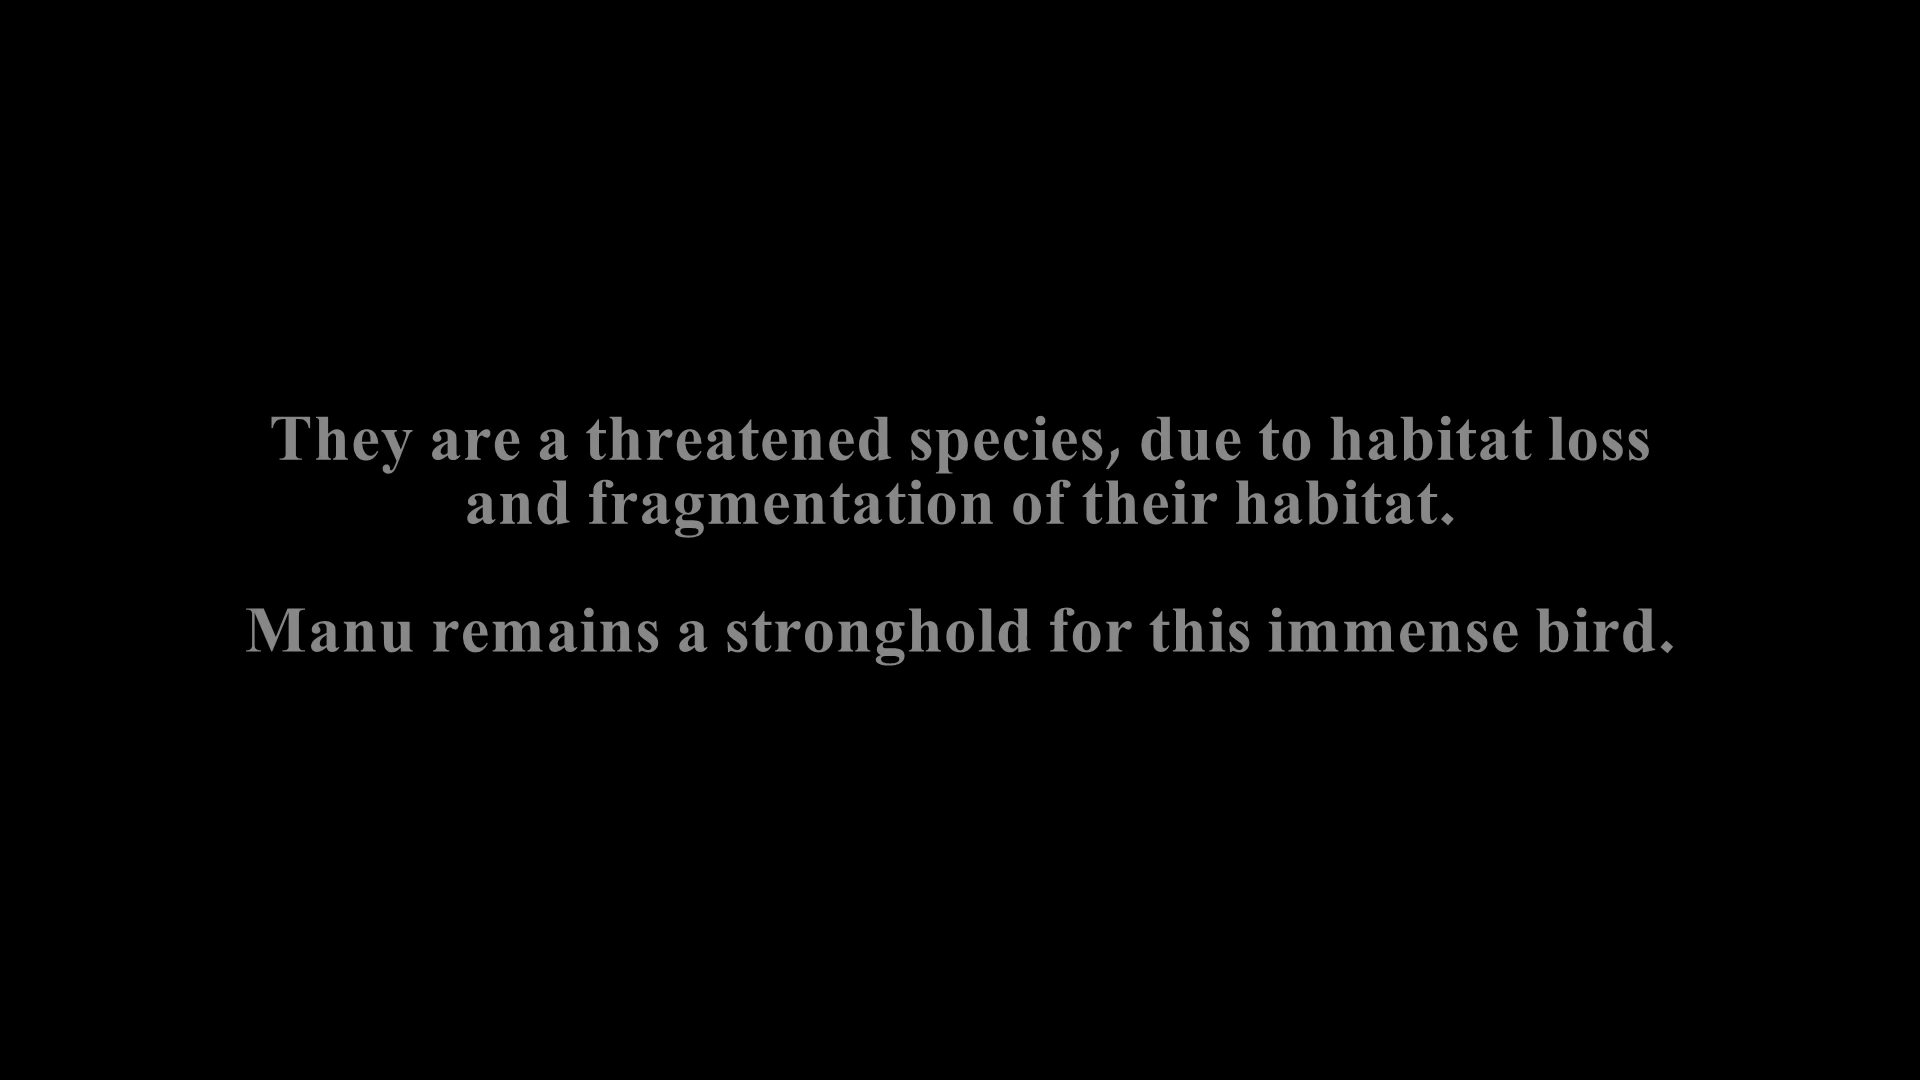 They are a threatened species, due to habitat loss
and fragmentation of their habitat.
Manu remains a stronghold for this immense bird.